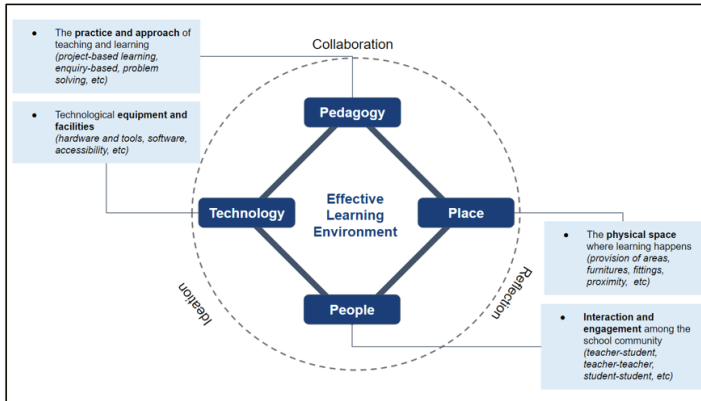 ● The practice and approach of
teaching and learning
(project-based learning,
enquiry-based, problem
solving, etc)
Collaboration
Pedagogy
● Technological equipment and
facilities
(hardware and tools, software,
accessibility, etc)
Technology
Effective
Learning
Environment
Place
● The physical space
where learning happens
(provision of areas,
furnitures, fittings,
proximity, etc)
Ideation
Reflection
People
● Interaction and
engagement among the
school community
(teacher-student,
teacher-teacher,
student-student, etc)